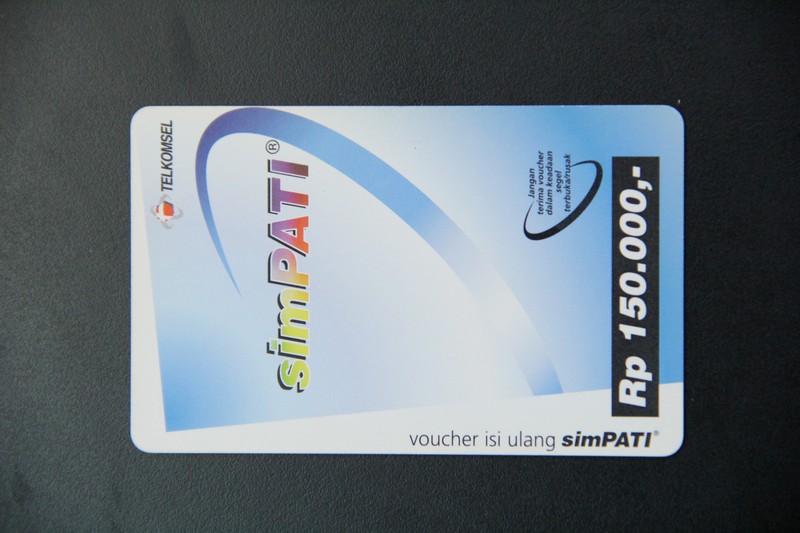 TELKOMSEL
simPATI®
Jangan
terima voucher
dalam keadaan
segel
terbuka/rusak
Rp 150.000,-
voucher isi ulang simPATI®